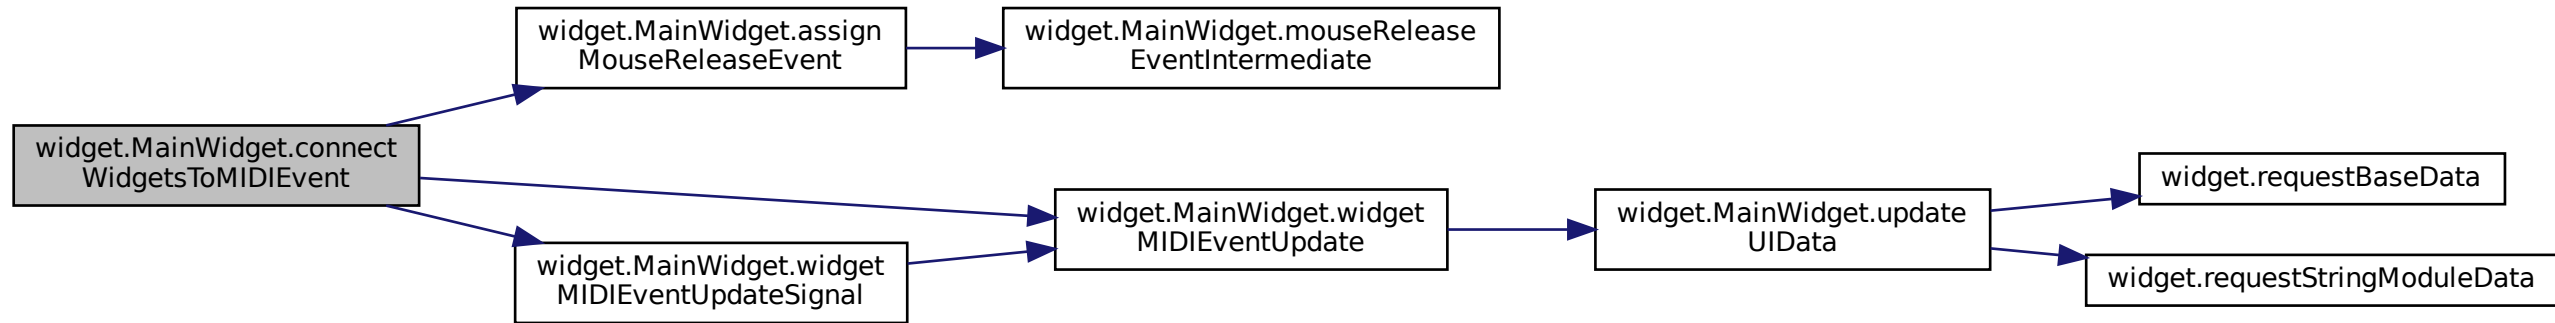 widget.MainWidget.connect
WidgetsToMIDIEvent
widget.MainWidget.assign
MouseReleaseEvent
widget.MainWidget.mouseRelease
EventIntermediate
widget.MainWidget.widget
MIDIEventUpdateSignal
widget.MainWidget.widget
MIDIEventUpdate
widget.MainWidget.update
UIData
widget.requestBaseData
widget.requestStringModuleData